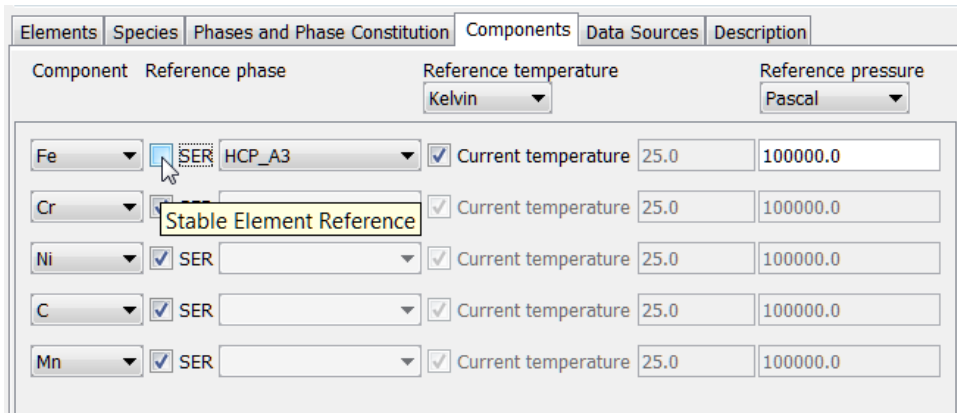 Elements Species Phases and Phase Constitution Components Data Sources Description
Component Reference phase Reference temperature Reference pressure
Kelvin Pascal
Fe SER HCP_A3 Current temperature 25.0 100000.0
Cr Current temperature 25.0 100000.0
Stable Element Reference
Ni SER Current temperature 25.0 100000.0
C SER Current temperature 25.0 100000.0
Mn SER Current temperature 25.0 100000.0